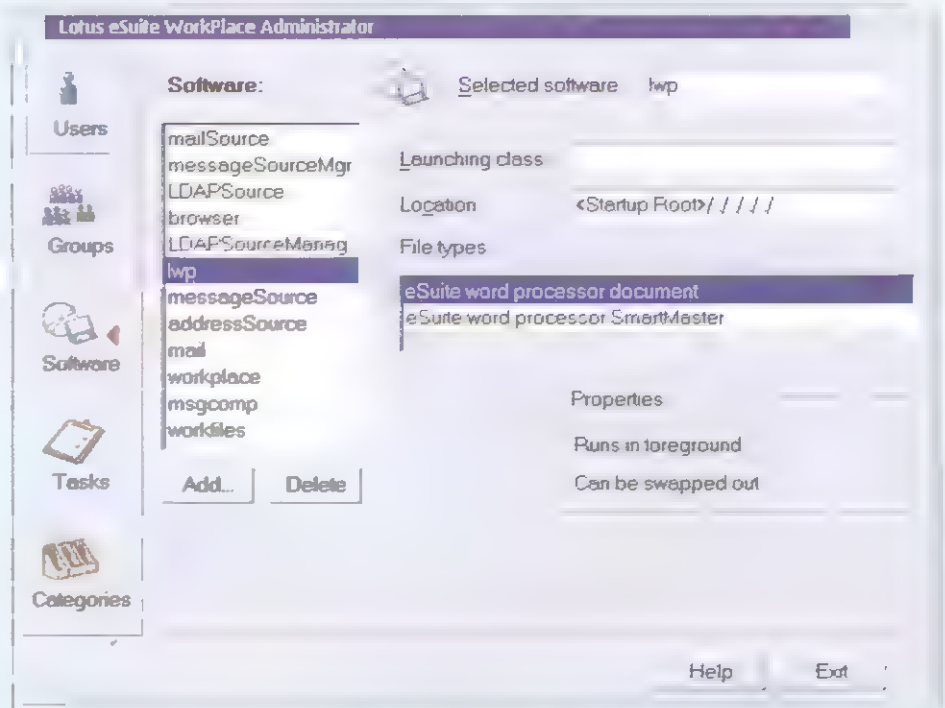 Lotus eSuite WorkPlace Administrator
Users
Groups
Software
Tasks
Categories
Software:
mailSource
messageSourceMgr
LDAPSource
browser
LDAPSourceManag
lwp
messageSource
addressSource
mail
workplace
msgcomp
workfiles
Add...
Delete
Selected software lwp
Launching class
Location <Startup Root>/././././
File types
eSuite word processor document
eSuite word processor SmartMaster
Properties
Runs in foreground
Can be swapped out
Help
Exit